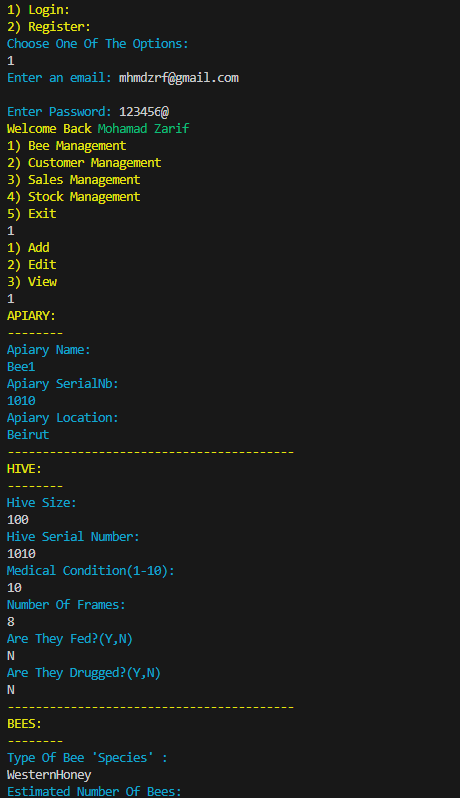 1) Login:
2) Register:
Choose One Of The Options:
1
Enter an email: mhmdzrf@gmail.com
Enter Password: 123456@
Welcome Back Mohamad Zarif
1) Bee Management
2) Customer Management
3) Sales Management
4) Stock Management
5) Exit
1
1) Add
2) Edit
3) View
1
APIARY:
--------
Apiary Name:
Bee1
Apiary SerialNb:
1010
Apiary Location:
Beirut
-----------------------------------------
HIVE:
--------
Hive Size:
100
Hive Serial Number:
1010
Medical Condition(1-10):
10
Number Of Frames:
8
Are They Fed?(Y,N)
N
Are They Drugged?(Y,N)
N
-----------------------------------------
BEES:
--------
Type Of Bee 'Species' :
WesternHoney
Estimated Number Of Bees: